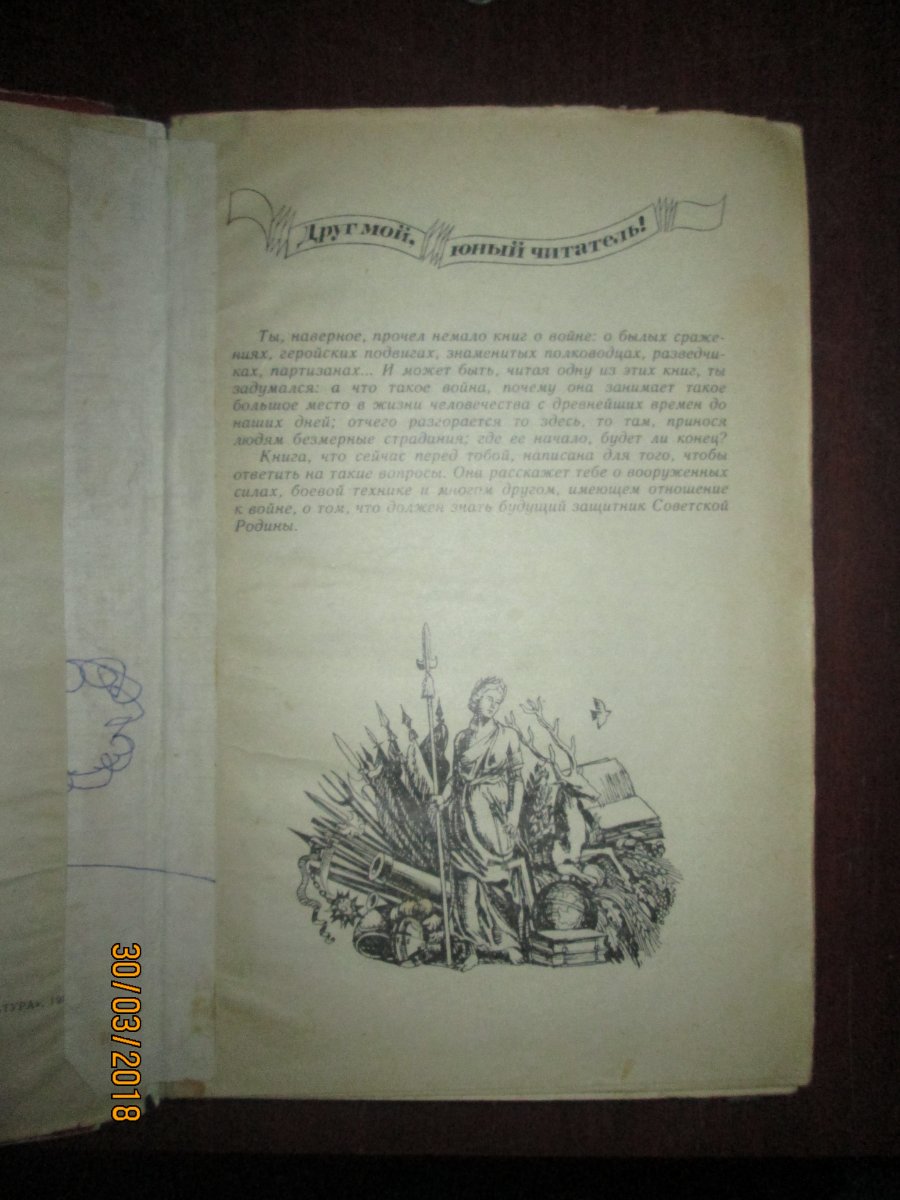 Друг мой, юный читатель!
Ты, наверное, прочел немало книг о войне: о былых сраже-
ниях, геройских подвигах, знаменитых полководцах, разведчи-
ках, партизанах... И может быть, читая одну из этих книг, ты
задумался: а что такое война, почему она занимает такое
большое место в жизни человечества с древнейших времен до
наших дней; отчего разгорается то здесь, то там, принося
людям безмерные страдания; где ее начало, будет ли конец?
Книга, что сейчас перед тобой, написана для того, чтобы
ответить на такие вопросы. Она расскажет тебе о вооруженных
силах, боевой технике и многом другом, имеющем отношение
к войне, о том, что должен знать будущий защитник Советской
Родины.
30/03/2018